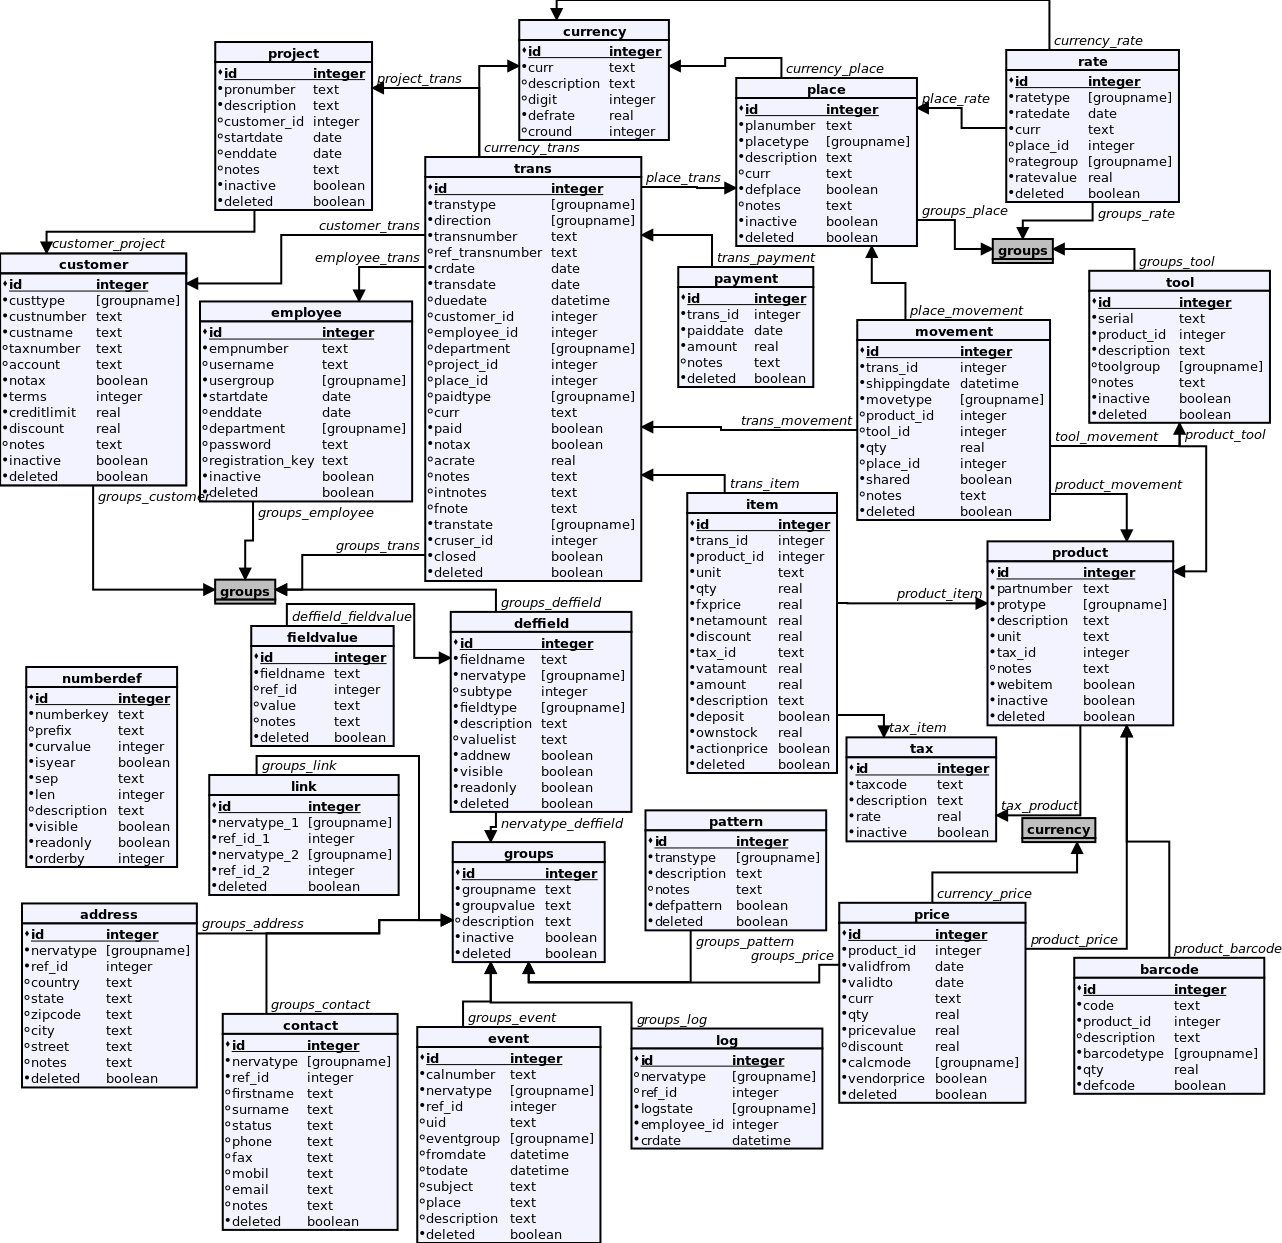 currency
id integer
curr text
description text
digit integer
defrate real
cround integer
currency_rate
project
id integer
pronumber text
description text
customer_id integer
startdate date
enddate date
notes text
inactive boolean
deleted boolean
project_trans
currency_place
rate
id integer
ratetype [groupname]
ratedate date
curr text
place_id integer
rategroup [groupname]
ratevalue real
deleted boolean
place
id integer
planumber text
placetype [groupname]
description text
curr text
defplace boolean
notes text
inactive boolean
deleted boolean
place_rate
currency_trans
trans
id integer
transtype [groupname]
direction [groupname]
transnumber text
ref_transnumber text
crdate date
transdate date
duedate datetime
customer_id integer
employee_id integer
department [groupname]
project_id integer
place_id integer
paidtype [groupname]
curr text
paid boolean
notax boolean
acrate real
notes text
intnotes text
fnote text
transtate [groupname]
cruser_id integer
closed boolean
deleted boolean
place_trans
groups_place
groups_rate
groups
groups_tool
customer_project
customer_trans
employee_trans
customer
id integer
custtype [groupname]
custnumber text
custname text
taxnumber text
account text
notax boolean
terms integer
creditlimit real
discount real
notes text
inactive boolean
deleted boolean
employee
id integer
empnumber text
username text
usergroup [groupname]
startdate date
enddate date
department [groupname]
password text
registration_key text
inactive boolean
deleted boolean
trans_payment
payment
id integer
trans_id integer
paiddate date
amount real
notes text
deleted boolean
tool
id integer
serial text
product_id integer
description text
toolgroup [groupname]
notes text
inactive boolean
deleted boolean
place_movement
movement
id integer
trans_id integer
shippingdate datetime
movetype [groupname]
product_id integer
tool_id integer
qty real
place_id integer
shared boolean
notes text
deleted boolean
trans_movement
tool_movement
product_tool
product_movement
trans_item
groups_customer
groups_employee
groups_trans
groups
item
id integer
trans_id integer
product_id integer
unit text
qty real
fxprice real
netamount real
discount real
tax_id text
vatamount real
amount real
description text
deposit boolean
ownstock real
actionprice boolean
deleted boolean
product_item
product
id integer
partnumber text
protype [groupname]
description text
unit text
tax_id integer
notes text
webitem boolean
inactive boolean
deleted boolean
deffield_fieldvalue
groups_deffield
fieldvalue
id integer
fieldname text
ref_id integer
value text
notes text
deleted boolean
deffield
id integer
fieldname text
nervatype [groupname]
subtype integer
fieldtype [groupname]
description text
valuelist text
addnew boolean
visible boolean
readonly boolean
deleted boolean
numberdef
id integer
numberkey text
prefix text
curvalue integer
isyear boolean
sep text
len integer
description text
visible boolean
readonly boolean
orderby integer
tax_item
tax
id integer
taxcode text
description text
rate real
inactive boolean
tax_product
currency
groups_link
link
id integer
nervatype_1 [groupname]
ref_id_1 integer
nervatype_2 [groupname]
ref_id_2 integer
deleted boolean
nervatype_deffield
groups
id integer
groupname text
groupvalue text
description text
inactive boolean
deleted boolean
pattern
id integer
transtype [groupname]
description text
notes text
defpattern boolean
deleted boolean
currency_price
groups_pattern
groups_price
price
id integer
product_id integer
validfrom date
validto date
curr text
qty real
pricevalue real
discount real
calcmode [groupname]
vendorprice boolean
deleted boolean
product_price
product_barcode
barcode
id integer
code text
product_id integer
description text
barcodetype [groupname]
qty real
defcode boolean
address
id integer
nervatype [groupname]
ref_id integer
country text
state text
zipcode text
city text
street text
notes text
deleted boolean
groups_address
groups_contact
contact
id integer
nervatype [groupname]
ref_id integer
firstname text
surname text
status text
phone text
fax text
mobil text
email text
notes text
deleted boolean
groups_event
event
id integer
calnumber text
nervatype [groupname]
ref_id integer
uid text
eventgroup [groupname]
fromdate datetime
todate datetime
subject text
place text
description text
deleted boolean
groups_log
log
id integer
nervatype [groupname]
ref_id integer
logstate [groupname]
employee_id integer
crdate datetime